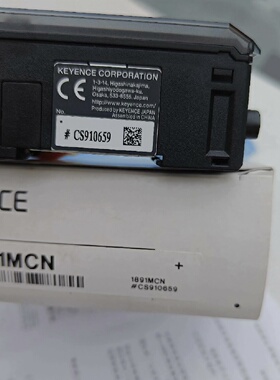 KEYENCE CORPORATION
1-3-14, Higashinakajima,
Higashiyodogawa-ku,
Osaka, 533-8555, Japan
http://www.keyence.com/
Produced by KEYENCE JAPAN
Assembled in CHINA
No.
# CS910659
CE
1MCN
+
1891MCN
#CS910659